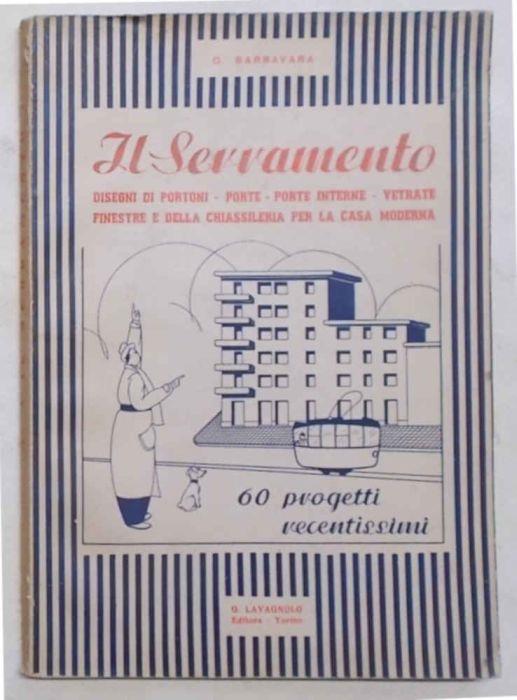 G. BARBAVARA
Il Serramento
DISEGNI DI PORTONI - PORTE - PORTE INTERNE - VETRATE
FINESTRE E DELLA CHIASSILERIA PER LA CASA MODERNA
60 progetti
recentissimi
G. LAVAGNOLO
Editore - Torino